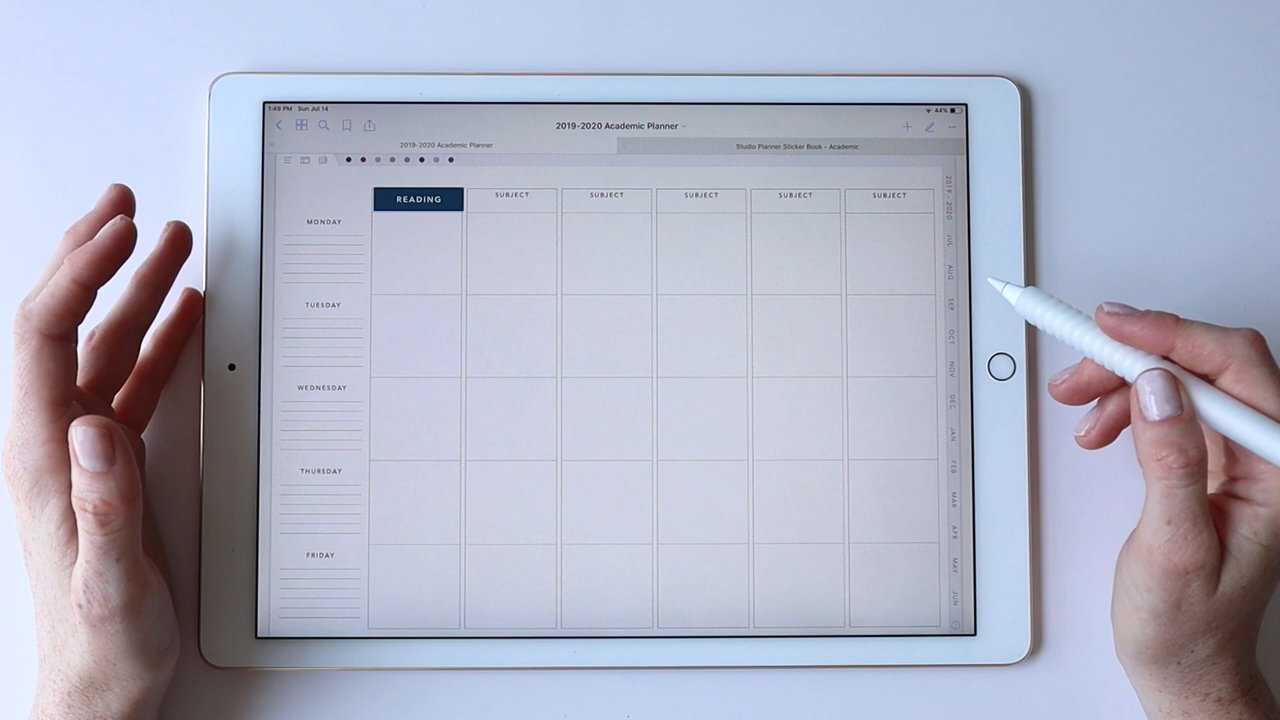 1:49 PM Sun Jul 14
44%
2019-2020 Academic Planner
2019-2020 Academic Planner
Studio Planner Sticker Book - Academic
READING SUBJECT SUBJECT SUBJECT SUBJECT SUBJECT
MONDAY
TUESDAY
WEDNESDAY
THURSDAY
FRIDAY
2019 - 2020
JUL
AUG
SEP
OCT
NOV
DEC
JAN
FEB
MAR
APR
MAY
JUN